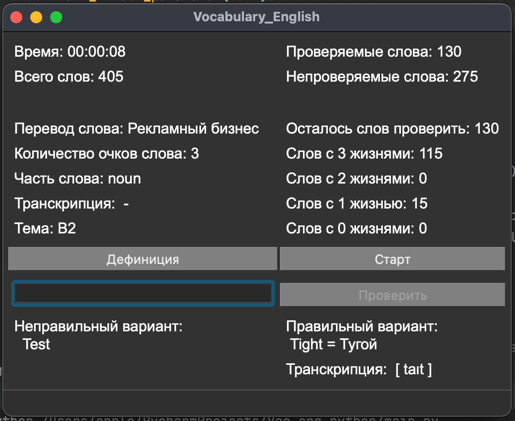 Vocabulary_English
Время: 00:00:08
Проверяемые слова: 130
Всего слов: 405
Непроверяемые слова: 275
Перевод слова: Рекламный бизнес
Осталось слов проверить: 130
Количество очков слова: 3
Слов с 3 жизнями: 115
Часть слова: noun
Слов с 2 жизнями: 0
Транскрипция: -
Слов с 1 жизнью: 15
Тема: B2
Слов с 0 жизнями: 0
Дефиниция
Старт
Проверить
Неправильный вариант:
Правильный вариант:
Test
Tight = Тугой
Транскрипция: [ taɪt ]